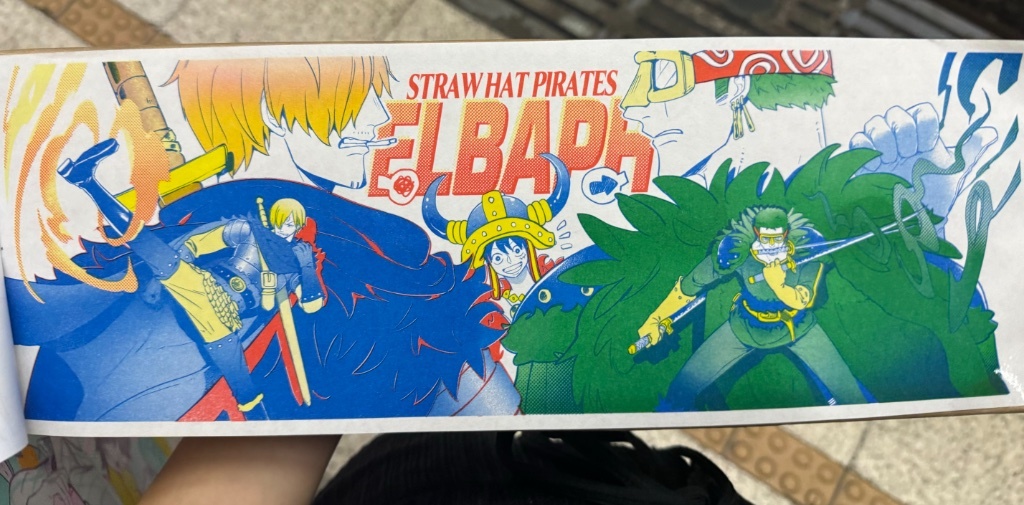 STRAW HAT PIRATES
ELBAPH